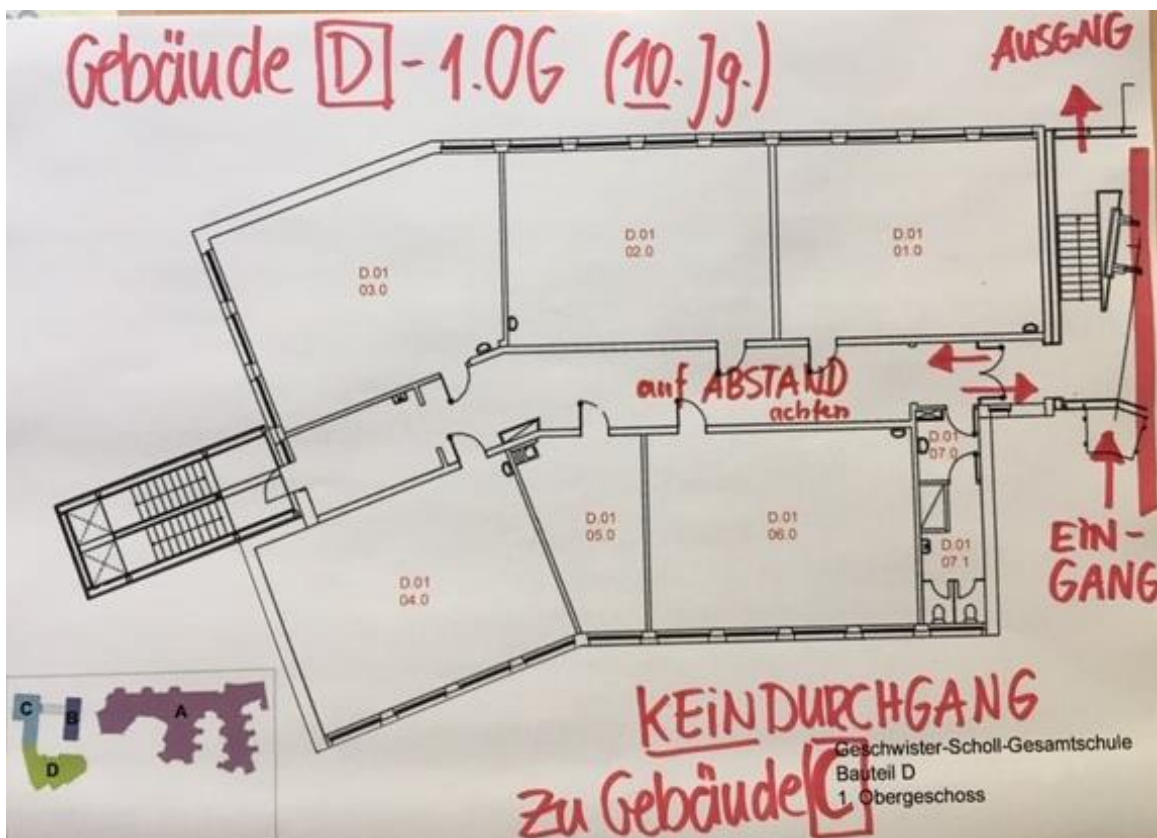 Gebäude D - 1.OG (10. Jg.)
AUSGNG
D.01
02.0
D.01
01.0
D.01
03.0
auf ABSTAND
achten
D.01
07.0
D.01
05.0
D.01
06.0
D.01
07.1
EIN-
GANG
D.01
04.0
C
B
A
D
KEIN DURCHGANG
zu Gebäude C
Geschwister-Scholl-Gesamtschule
Bauteil D
1. Obergeschoss